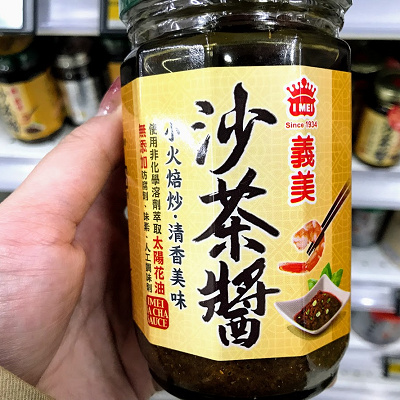 I MEI
Since 1934
義美
沙茶醬
小火焙炒·清香美味
使用非化學溶劑萃取太陽花油
無添加防腐劑、味素、人工調味劑
IMEI
SA CHA
SAUCE